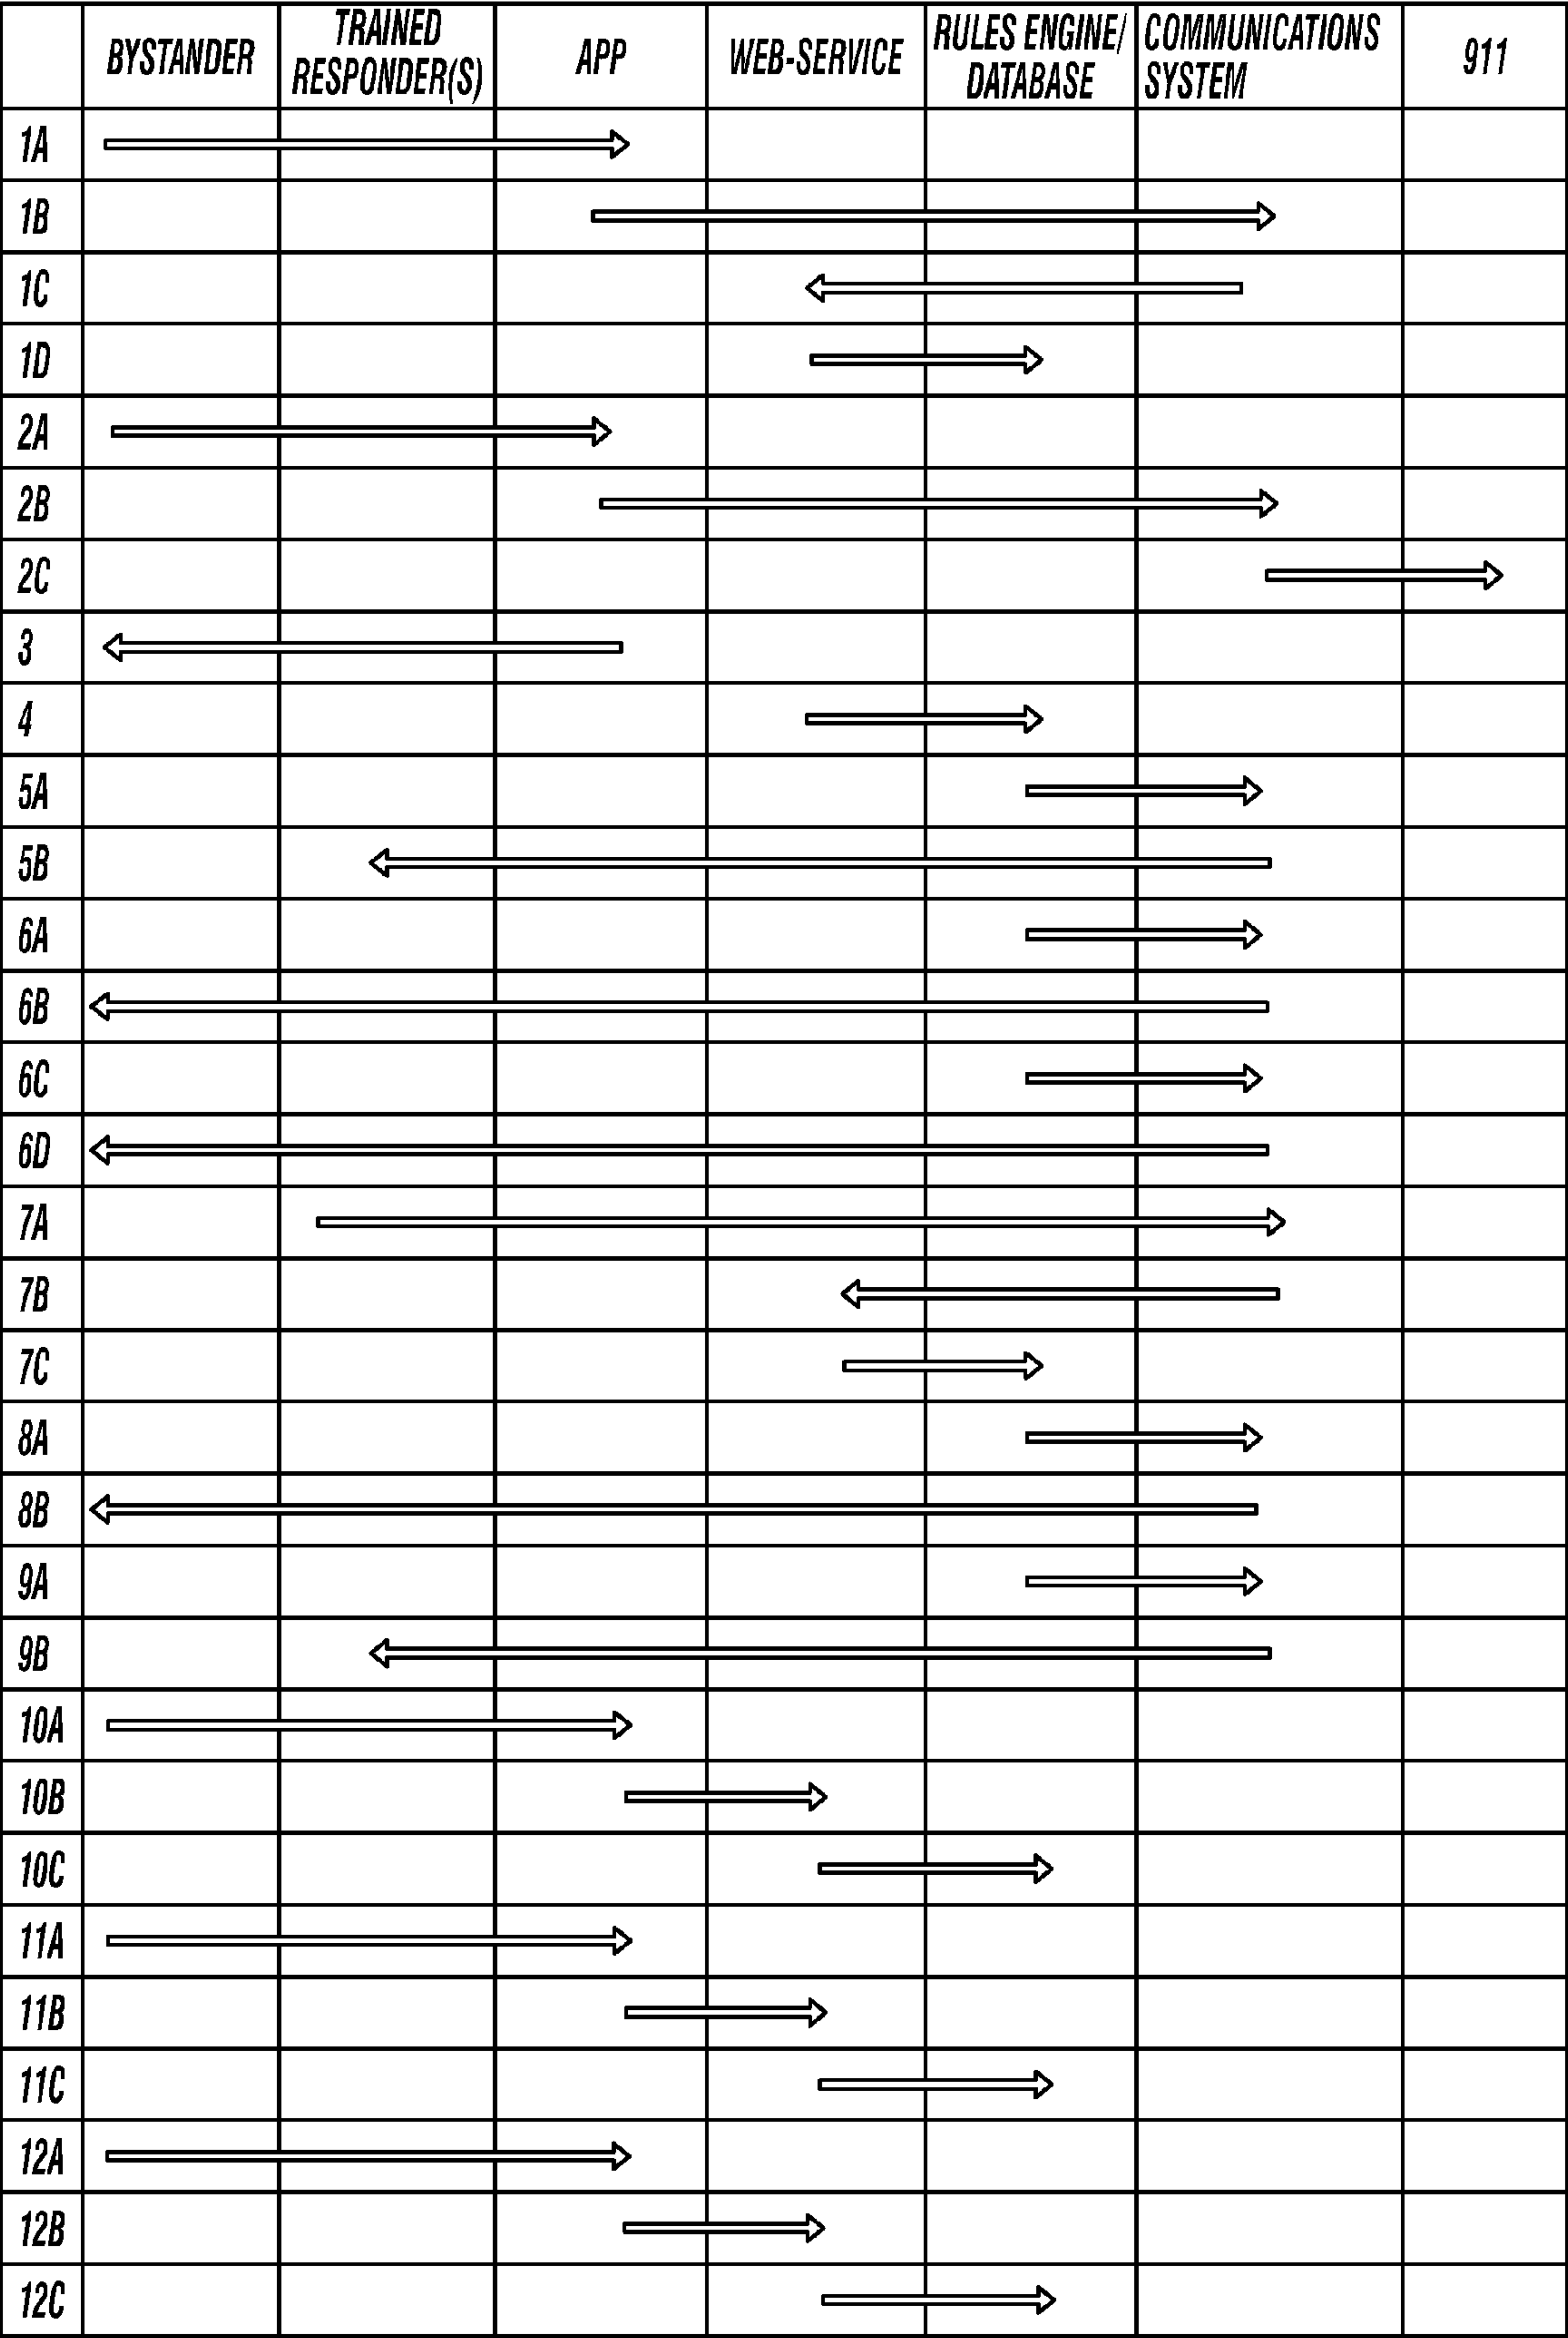 BYSTANDER
TRAINED
RESPONDER(S)
APP
WEB-SERVICE
RULES ENGINE/
DATABASE
COMMUNICATIONS
SYSTEM
911
1A
1B
1C
1D
2A
2B
2C
3
4
5A
5B
6A
6B
6C
6D
7A
7B
7C
8A
8B
9A
9B
10A
10B
10C
11A
11B
11C
12A
12B
12C